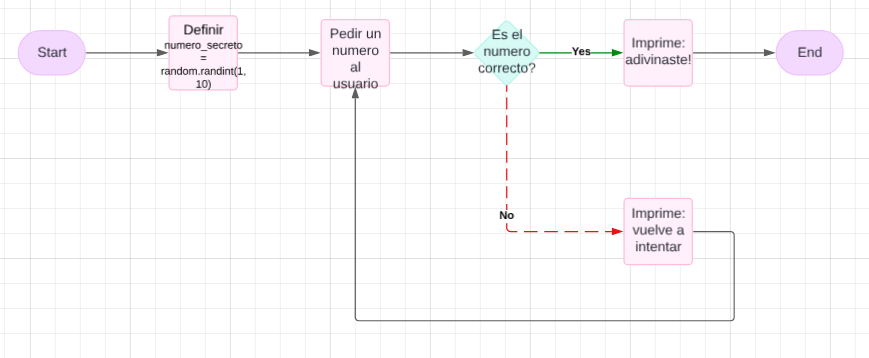 Start
Definir
numero_secreto
=
random.randint(1,
10)
Pedir un
numero
al
usuario
Es el
numero
correcto?
Yes
Imprime:
adivinaste!
End
No
Imprime:
vuelve a
intentar